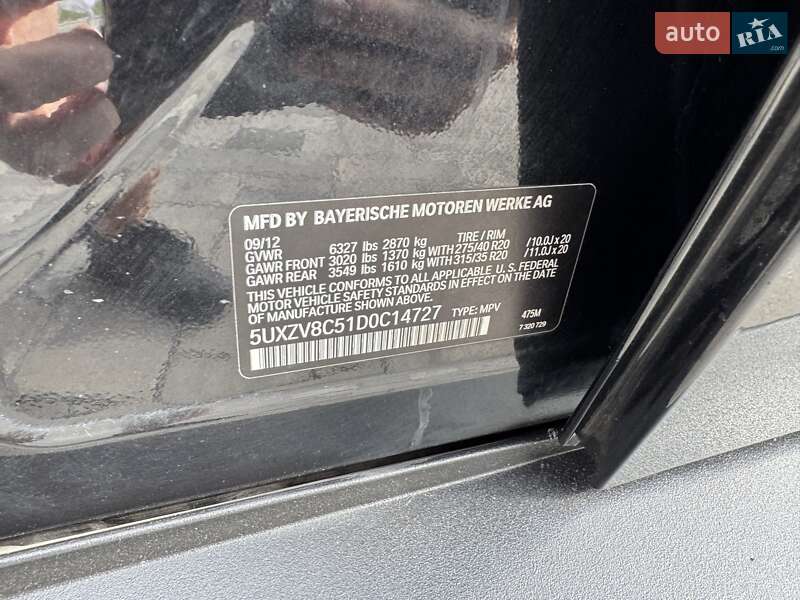 auto RIA .com
MFD BY BAYERISCHE MOTOREN WERKE AG
09/12 TIRE / RIM
GVWR 6327 lbs 2870 kg
GAWR FRONT 3020 lbs 1370 kg WITH 275/40 R20 /10.0J x 20
GAWR REAR 3549 lbs 1610 kg WITH 315/35 R20 /11.0J x 20
THIS VEHICLE CONFORMS TO ALL APPLICABLE U. S. FEDERAL
MOTOR VEHICLE SAFETY STANDARDS IN EFFECT ON THE DATE
OF MANUFACTURE SHOWN ABOVE.
5UXZV8C51D0C14727 TYPE: MPV 475M
7 320 729